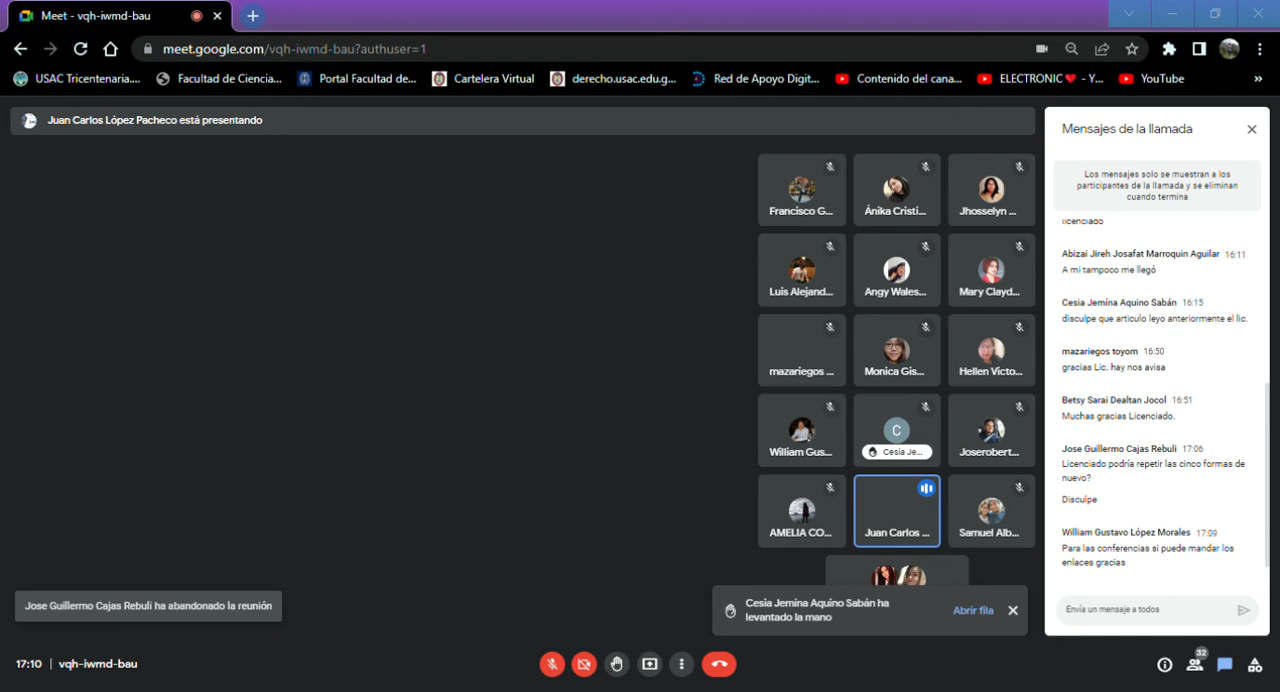 Meet - vqh-iwmd-bau
meet.google.com/vqh-iwmd-bau?authuser=1
USAC Tricentenaria....
Facultad de Ciencia...
Portal Facultad de...
Cartelera Virtual
derecho.usac.edu.g...
Red de Apoyo Digit...
Contenido del cana...
ELECTRONIC❤ - Y...
YouTube
»
Juan Carlos López Pacheco está presentando
Francisco G...
Ánika Cristi...
Jhosselyn ...
Luis Alejand...
Angy Wales...
Mary Clayd...
mazariegos ...
Monica Gis...
Hellen Victo...
William Gus...
C
Cesia Je...
Joserobert...
AMELIA CO...
Juan Carlos ...
Samuel Alb...
Jose Guillermo Cajas Rebuli ha abandonado la reunión
Cesia Jemina Aquino Sabán ha
levantado la mano
Abrir fila
17:10 | vqh-iwmd-bau
Mensajes de la llamada
Los mensajes solo se muestran a los
participantes de la llamada y se eliminan
cuando termina
licenciado
Abizai Jireh Josafat Marroquin Aguilar 16:11
A mi tampoco me llegó
Cesia Jemína Aquino Sabán 16:15
disculpe que articulo leyo anteriormente el lic.
mazariegos toyom 16:50
gracias Lic. hay nos avisa
Betsy Sarai Dealtan Jocol 16:51
Muchas gracias Licenciado.
Jose Guillermo Cajas Rebuli 17:06
Licenciado podría repetir las cinco formas de
nuevo?
Disculpe
William Gustavo López Morales 17:09
Para las conferencias si puede mandar los
enlaces gracias
Envía un mensaje a todos
32